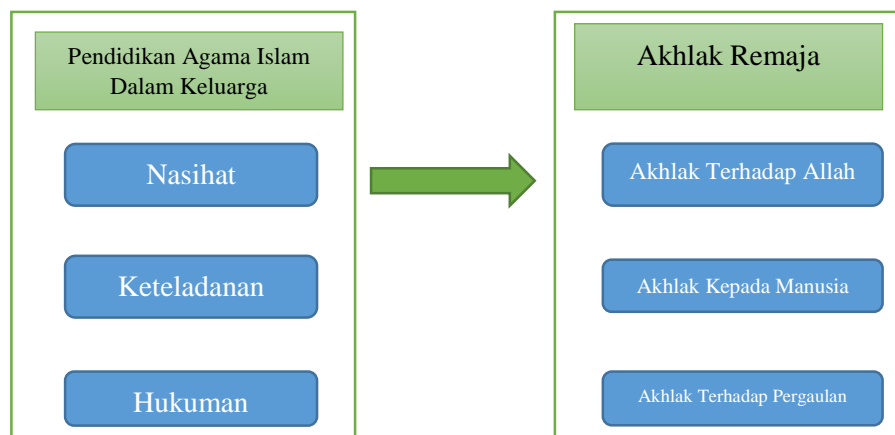 Pendidikan Agama Islam
Dalam Keluarga
Nasihat
Keteladanan
Hukuman
Akhlak Remaja
Akhlak Terhadap Allah
Akhlak Kepada Manusia
Akhlak Terhadap Pergaulan